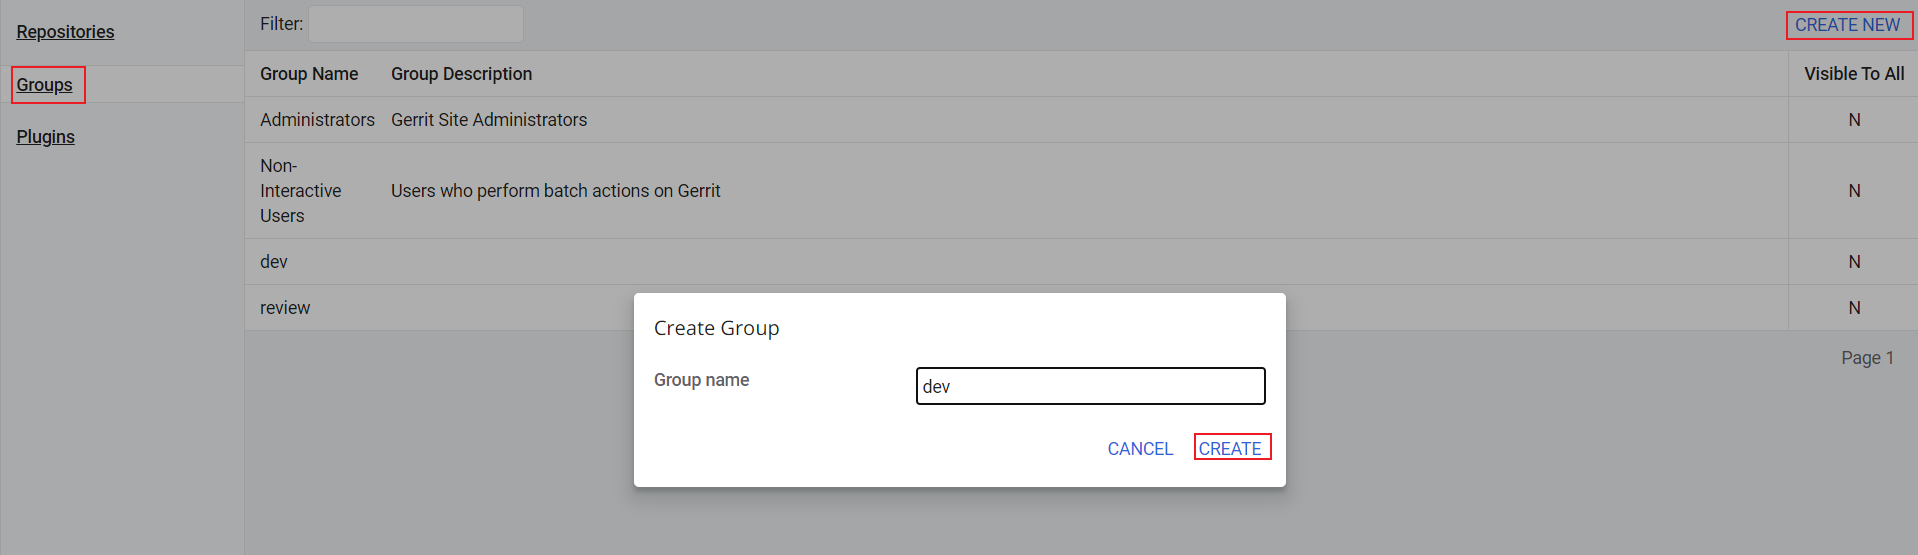 Repositories
Groups
Plugins
Filter:
CREATE NEW
Group Name Group Description Visible To All
Administrators Gerrit Site Administrators N
Non-
Interactive
Users
Users who perform batch actions on Gerrit N
dev N
review N
Page 1
Create Group
Group name dev
CANCEL CREATE